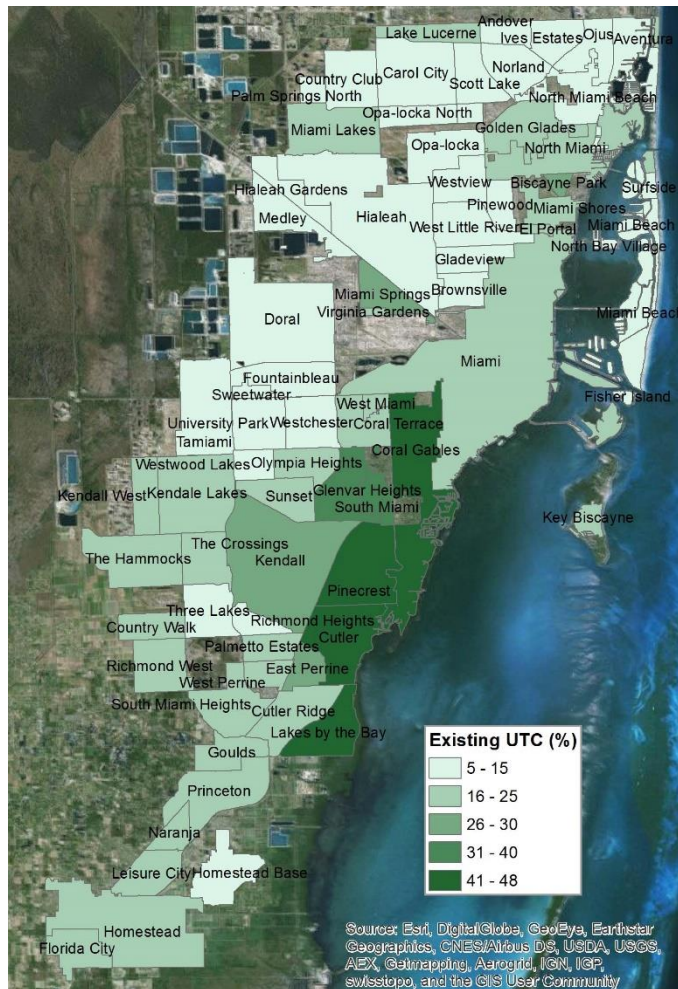 Andover
Lake Lucerne
Ives Estates
Ojus
Aventura
Country Club
Carol City
Norland
Scott Lake
Palm Springs North
North Miami Beach
Opa-locka North
Miami Lakes
Golden Glades
Opa-locka
North Miami
Hialeah Gardens
Westview
Biscayne Park
Surfside
Medley
Hialeah
Pinewood
Miami Shores
West Little River
El Portal
Miami Beach
North Bay Village
Gladeview
Miami Springs
Brownsville
Virginia Gardens
Doral
Miami Beach
Miami
Fountainbleau
Sweetwater
West Miami
Fisher Island
University Park
Westchester
Coral Terrace
Tamiami
Coral Gables
Westwood Lakes
Olympia Heights
Kendall West
Kendale Lakes
Sunset
Glenvar Heights
South Miami
Key Biscayne
The Crossings
The Hammocks
Kendall
Pinecrest
Three Lakes
Richmond Heights
Country Walk
Cutler
Palmetto Estates
Richmond West
East Perrine
West Perrine
South Miami Heights
Cutler Ridge
Lakes by the Bay
Goulds
Princeton
Naranja
Leisure City
Homestead Base
Homestead
Florida City
Existing UTC (%)
5 - 15
16 - 25
26 - 30
31 - 40
41 - 48
Source: Esri, DigitalGlobe, GeoEye, Earthstar
Geographics, CNES/Airbus DS, USDA, USGS,
AEX, Getmapping, Aerogrid, IGN, IGP,
swisstopo, and the GIS User Community